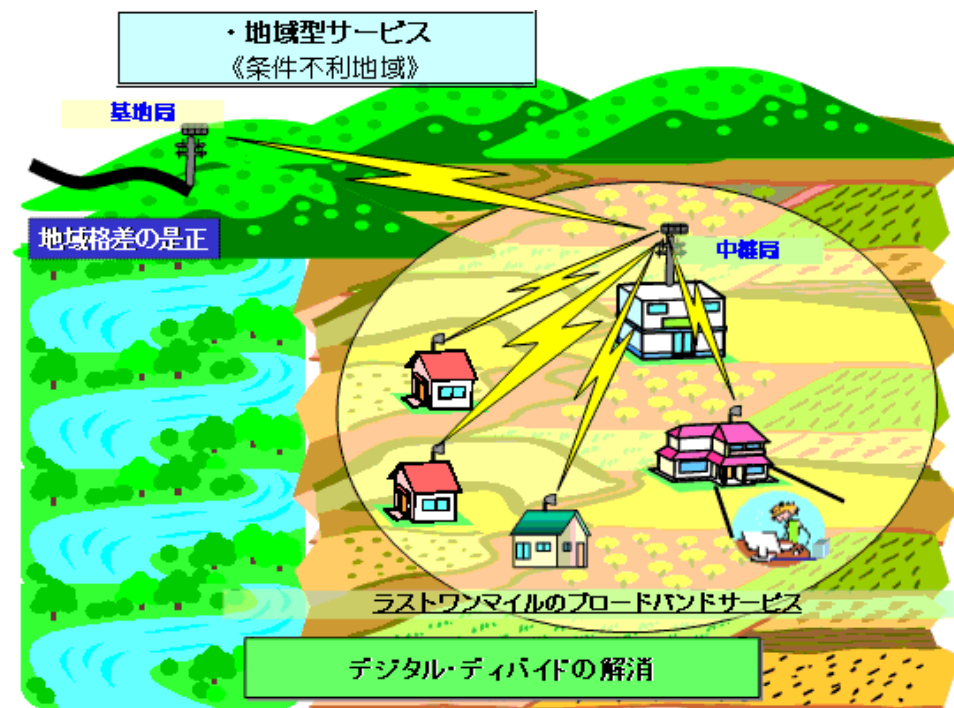 ・地域型サービス
《条件不利地域》
基地局
地域格差の是正
中継局
ラストワンマイルのブロードバンドサービス
デジタル・ディバイドの解消